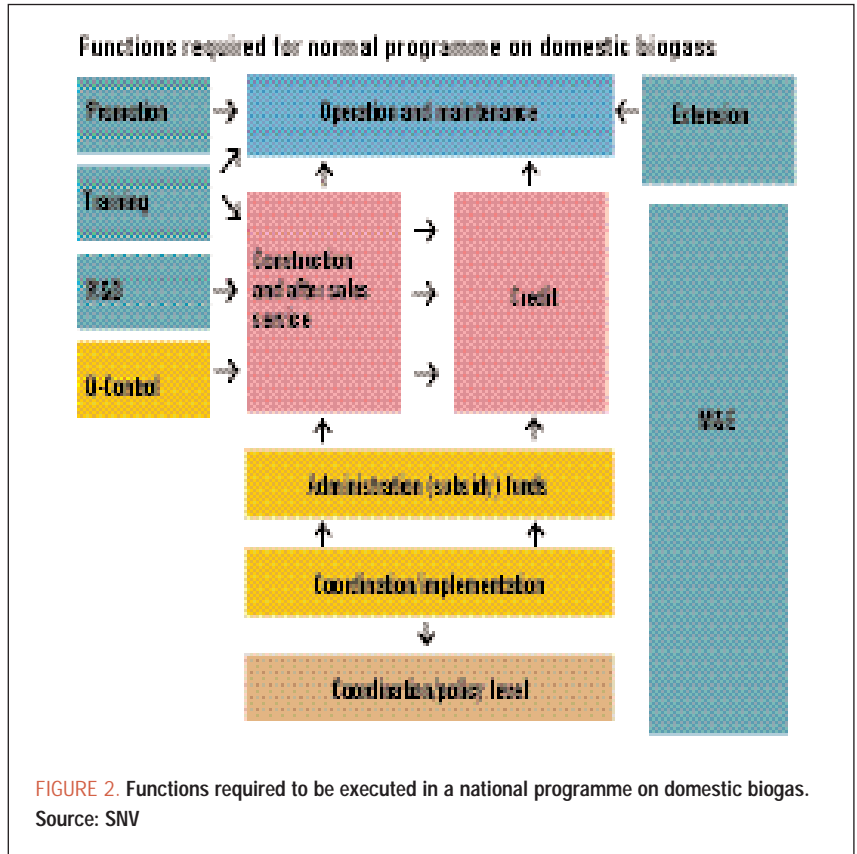 Functions required for normal programme on domestic biogass
Promotion
Operation and maintenance
Extension
Training
Construction
and after sales
service
Credit
R&D
Q-Control
M&E
Administration (subsidy) funds
Coordination/implementation
Coordination/policy level
FIGURE 2. Functions required to be executed in a national programme on domestic biogas.
Source: SNV